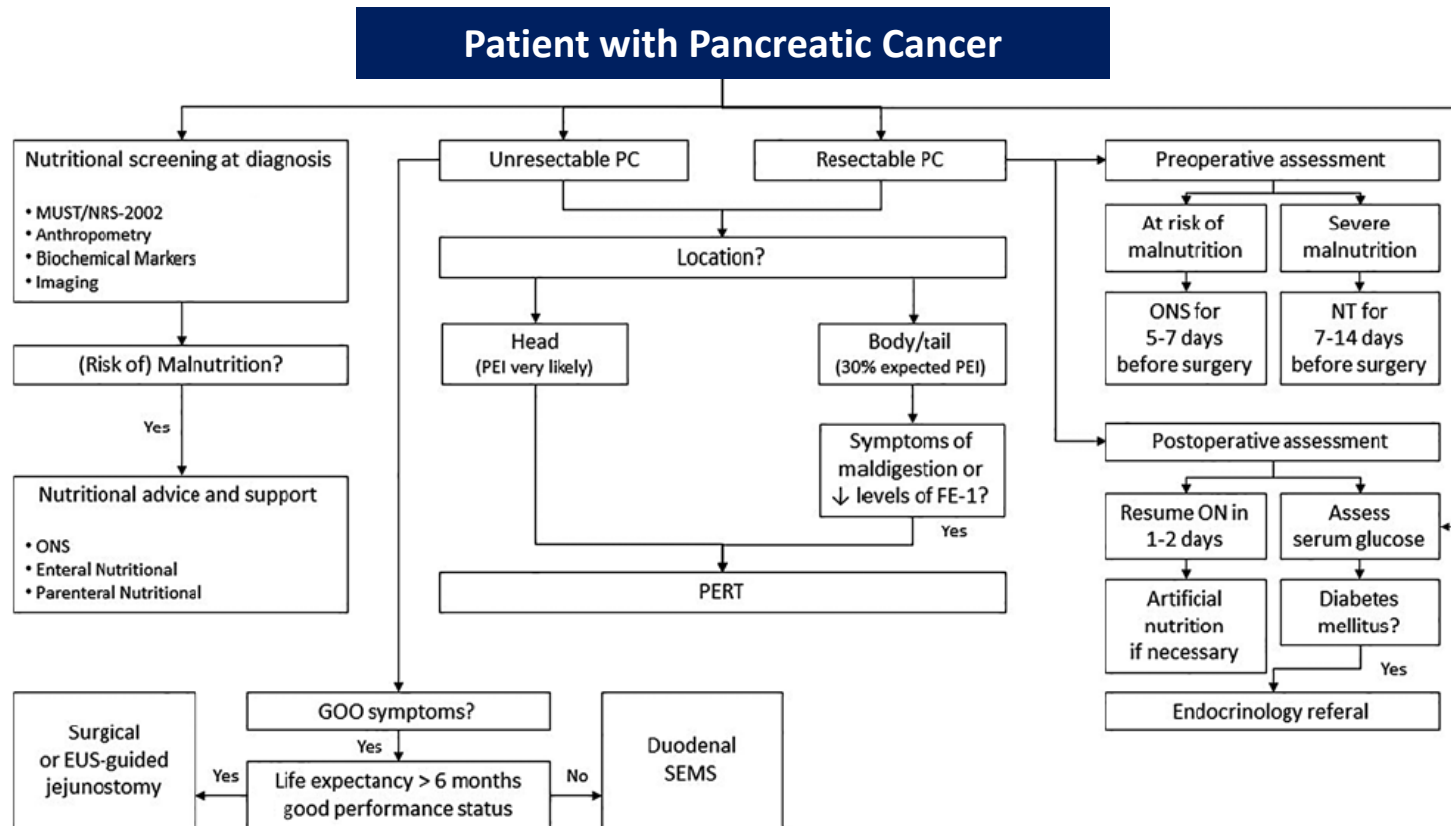 Patient with Pancreatic Cancer
Nutritional screening at diagnosis
• MUST/NRS-2002
• Anthropometry
• Biochemical Markers
• Imaging
(Risk of) Malnutrition?
Yes
Nutritional advice and support
• ONS
• Enteral Nutritional
• Parenteral Nutritional
Unresectable PC
Resectable PC
Location?
Head
(PEI very likely)
Body/tail
(30% expected PEI)
Symptoms of
maldigestion or
↓ levels of FE-1?
Yes
PERT
Preoperative assessment
At risk of
malnutrition
Severe
malnutrition
ONS for
5-7 days
before surgery
NT for
7-14 days
before surgery
Postoperative assessment
Resume ON in
1-2 days
Assess
serum glucose
Artificial
nutrition
if necessary
Diabetes
mellitus?
Yes
Endocrinology referal
GOO symptoms?
Yes
Life expectancy > 6 months
good performance status
Yes
Surgical
or EUS-guided
jejunostomy
No
Duodenal
SEMS